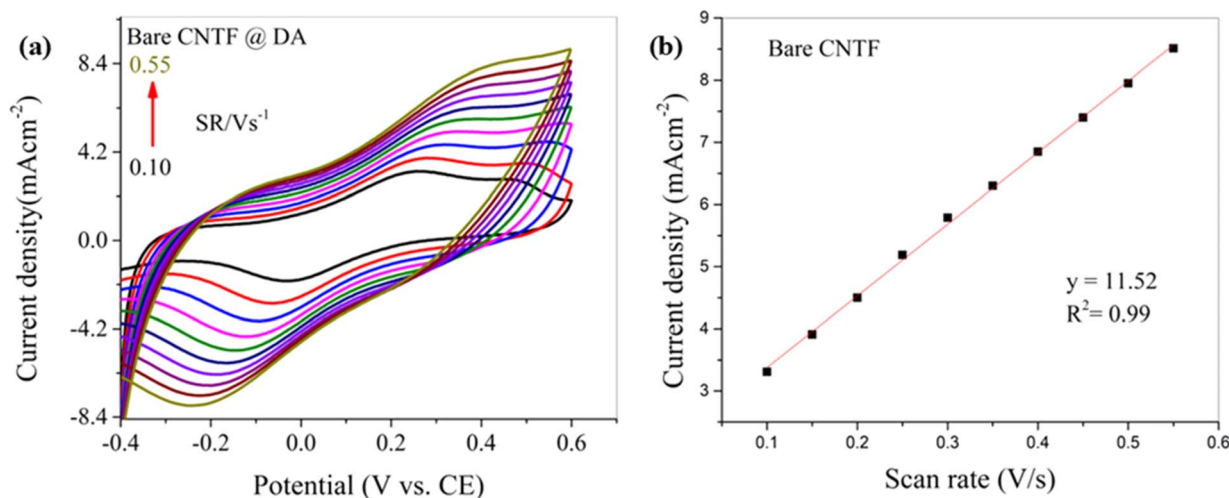 (a)
Bare CNTF @ DA
0.55
SR/Vs⁻¹
0.10
Current density(mAcm⁻²)
8.4
4.2
0.0
-4.2
-8.4
-0.4 -0.2 0.0 0.2 0.4 0.6
Potential (V vs. CE)
(b)
Bare CNTF
y = 11.52
R²= 0.99
Current density (mAcm⁻²)
9
8
7
6
5
4
3
0.1 0.2 0.3 0.4 0.5 0.6
Scan rate (V/s)